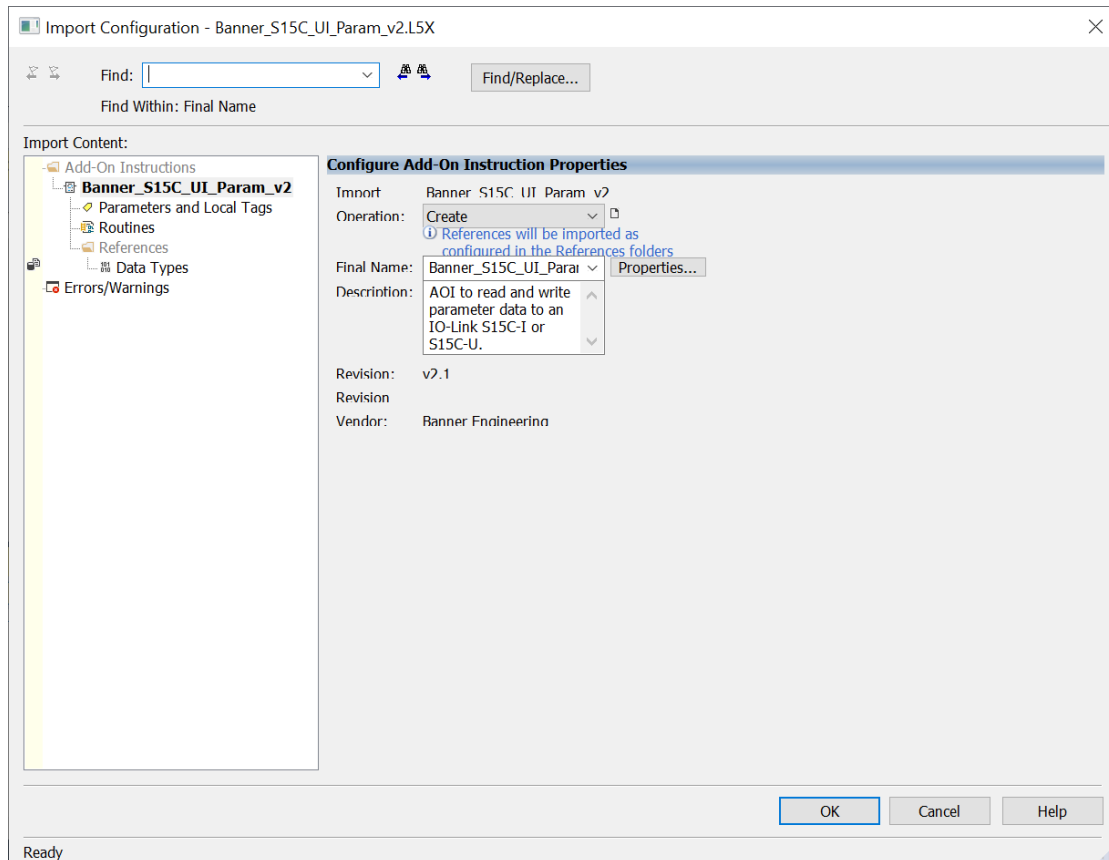 Import Configuration - Banner_S15C_UI_Param_v2.L5X
Find:
Find/Replace...
Find Within: Final Name
Import Content:
Add-On Instructions
Banner_S15C_UI_Param_v2
Parameters and Local Tags
Routines
References
Data Types
Errors/Warnings
Configure Add-On Instruction Properties
Import Banner_S15C_UI_Param_v2
Operation: Create
References will be imported as
configured in the References folders
Final Name: Banner_S15C_UI_Parar Properties...
Description: AOI to read and write
parameter data to an
IO-Link S15C-I or
S15C-U.
Revision: v2.1
Revision
Vendor: Banner Engineering
OK Cancel Help
Ready